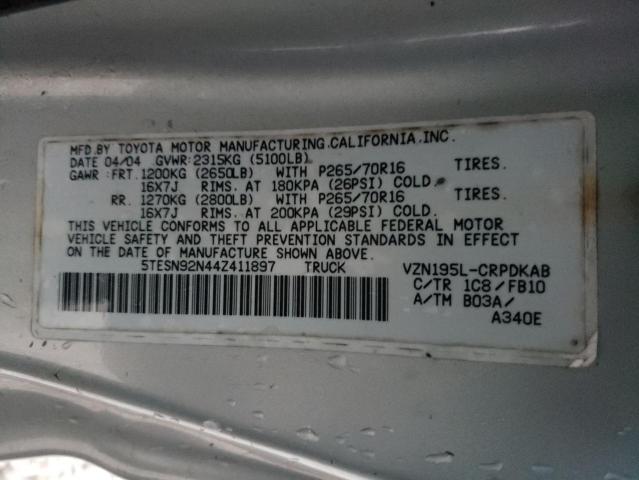 MFD.BY TOYOTA MOTOR MANUFACTURING,CALIFORNIA,INC.
DATE 04/04 GVWR:2315KG (5100LB)
GAWR :FRT.1200KG (2650LB) WITH P265/70R16 TIRES.
16X7J RIMS. AT 180KPA (26PSI) COLD.
RR. 1270KG (2800LB) WITH P265/70R16 TIRES.
16X7J RIMS. AT 200KPA (29PSI) COLD.
THIS VEHICLE CONFORMS TO ALL APPLICABLE FEDERAL MOTOR
VEHICLE SAFETY AND THEFT PREVENTION STANDARDS IN EFFECT
ON THE DATE OF MANUFACTURE SHOWN ABOVE.
5TESN92N44Z411897 TRUCK VZN195L-CRPDKAB
C/TR 1C8/FB10
A/TM B03A/
A340E